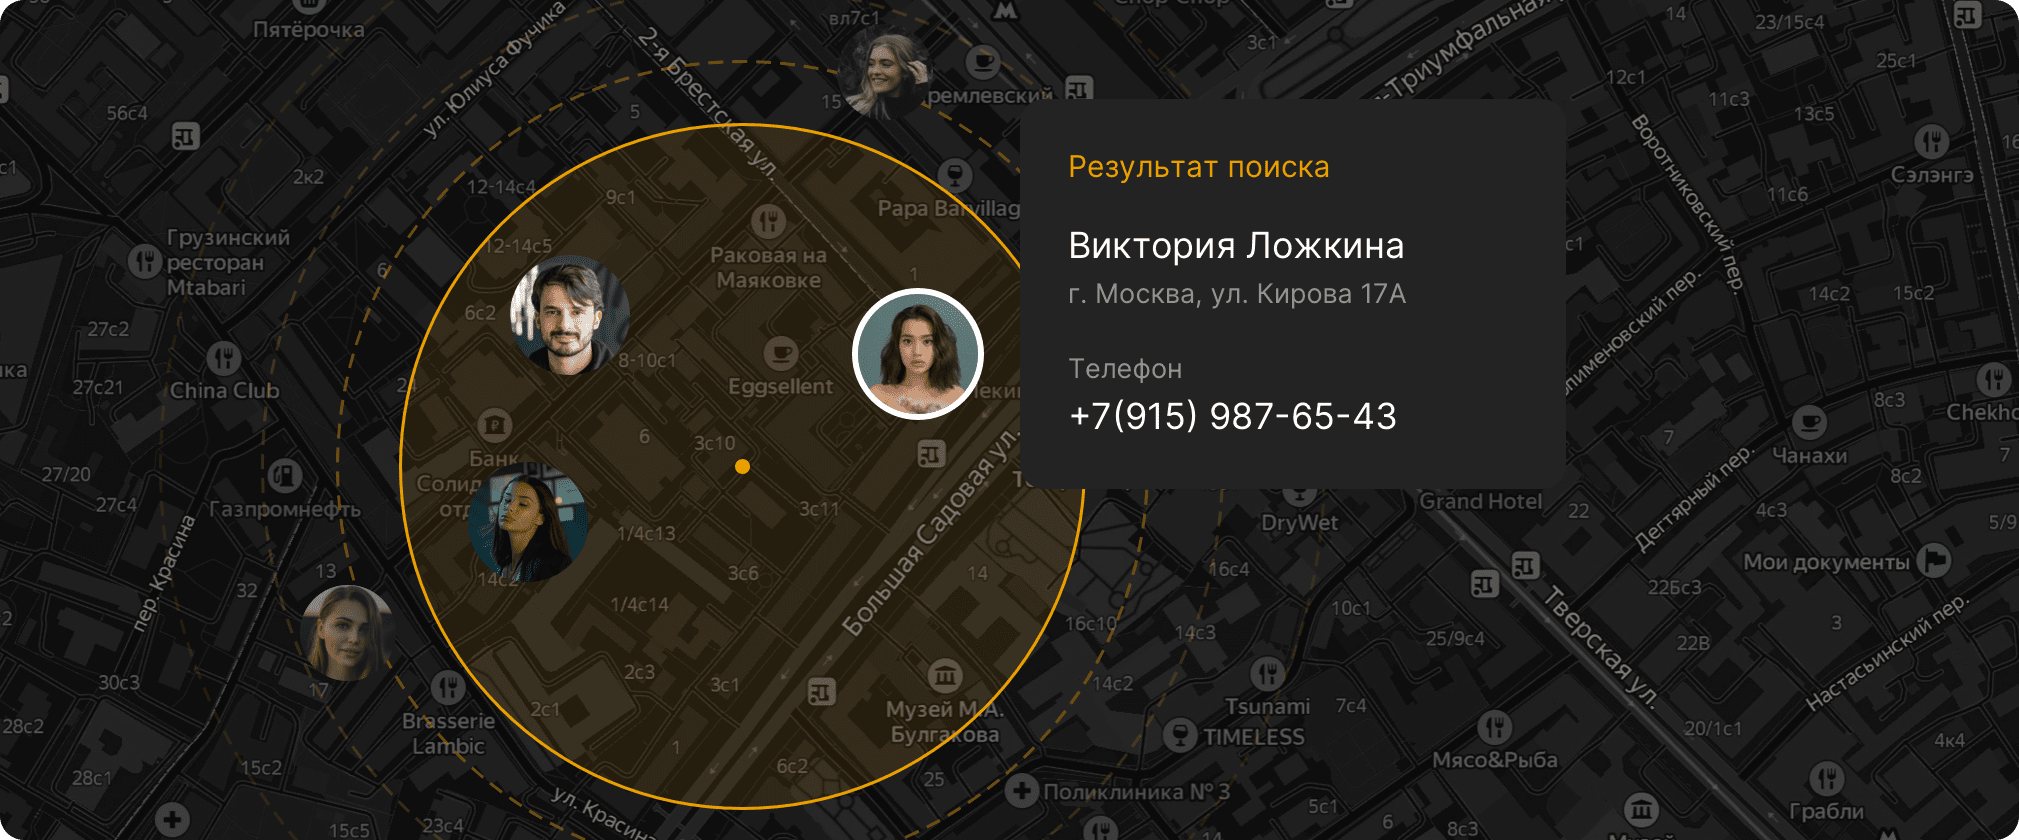 Пятёрочка
ул. Юлиуса Фучика
2-я Брестская ул.
вл7с1
3с1
14
23/15с4
25с1
12с1
11с3
13с5
56с4
5
15
ремлевский
2к2
12-14с4
9с1
Papa Barvillag
Воротниковский пер.
11с6
Сэлэнгэ
Результат поиска
Виктория Ложкина
г. Москва, ул. Кирова 17А
Телефон
+7(915) 987-65-43
Грузинский
ресторан
Mtabari
6
12-14с5
Раковая на
Маяковке
1
с1
14с2
15с2
27с2
6с2
8-10с1
Eggsellent
27с21
China Club
8с3
Chekho
7
Чанахи
7
6
3с10
Банк
Солид
27/20
27с4
Газпромнефть
пер. Красина
3с11
Большая Садовая ул.
8с2
Grand Hotel
DryWet
22
Дегтярный пер.
4с3
5/9
1/4с13
Мои документы
13
32
14с2
3с6
14
16с4
22Бс3
1/4с14
10с1
16с10
14с3
25/9с4
22В
3
Тверская ул.
Настасьинский пер.
30с3
17
2с3
3с1
14с2
28с2
2с1
Brasserie
Lambic
Музей М.А.
Булгакова
Tsunami
7с4
TIMELESS
20/1с1
4к4
1
Мясо&Рыба
15с2
28с1
6с2
25
Поликлиника № 3
ул. Красина
5с1
Грабли
15с5
23с4
14
6
8с3